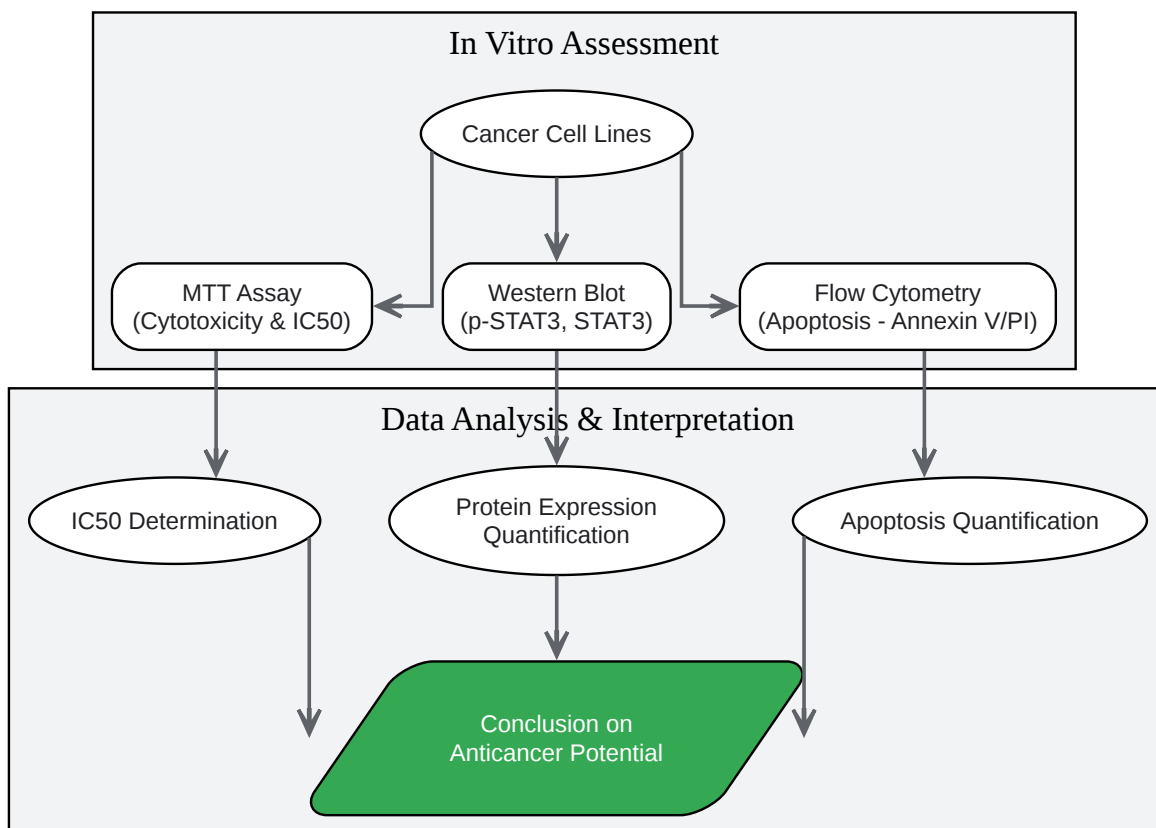 In Vitro Assessment
Cancer Cell Lines
MTT Assay
(Cytotoxicity & IC50)
Western Blot
(p-STAT3, STAT3)
Flow Cytometry
(Apoptosis - Annexin V/PI)
Data Analysis & Interpretation
IC50 Determination
Protein Expression
Quantification
Apoptosis Quantification
Conclusion on
Anticancer Potential